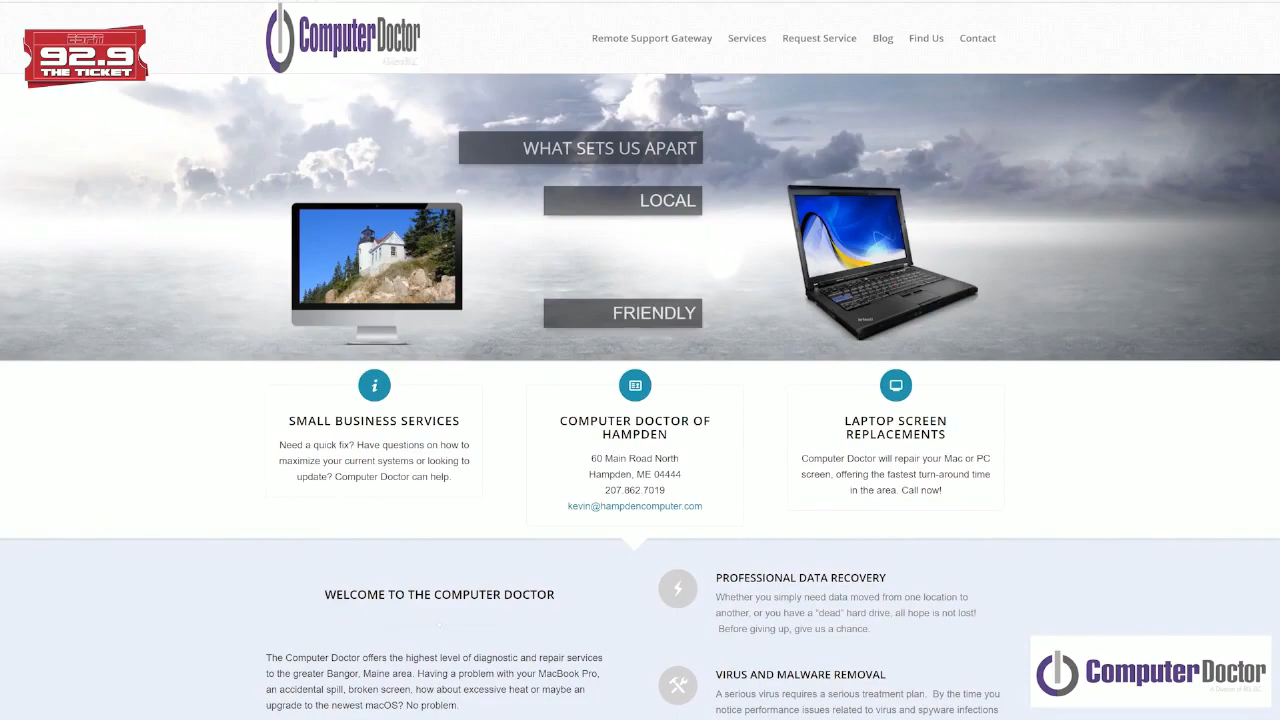 ESPN
92.9
THE TICKET
Computer Doctor
Remote Support Gateway Services Request Service Blog Find Us Contact
WHAT SETS US APART
LOCAL
FRIENDLY
SMALL BUSINESS SERVICES
Need a quick fix? Have questions on how to
maximize your current systems or looking to
update? Computer Doctor can help.
COMPUTER DOCTOR OF
HAMPDEN
60 Main Road North
Hampden, ME 04444
207.862.7019
kevin@hampdencomputer.com
LAPTOP SCREEN
REPLACEMENTS
Computer Doctor will repair your Mac or PC
screen, offering the fastest turn-around time
in the area. Call now!
WELCOME TO THE COMPUTER DOCTOR
The Computer Doctor offers the highest level of diagnostic and repair services
to the greater Bangor, Maine area. Having a problem with your MacBook Pro,
an accidental spill, broken screen, how about excessive heat or maybe an
upgrade to the newest macOS? No problem.
PROFESSIONAL DATA RECOVERY
Whether you simply need data moved from one location to
another, or you have a “dead” hard drive, all hope is not lost!
Before giving up, give us a chance.
VIRUS AND MALWARE REMOVAL
A serious virus requires a serious treatment plan. By the time you
notice performance issues related to virus and spyware infections
Computer Doctor